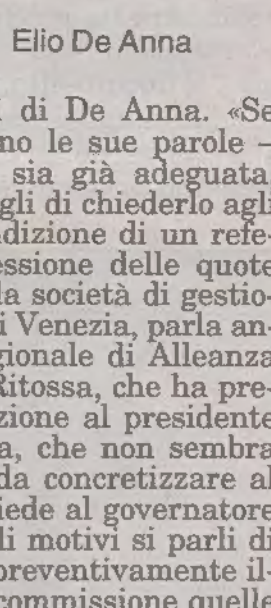 Elio De Anna
di De Anna. «Se
no le sue parole –
sia già adeguata,
gli di chiederlo agli
dizione di un refe-
essione delle quote
la società di gestio-
i Venezia, parla an-
gionale di Alleanza
Ritossa, che ha pre-
zione al presidente
a, che non sembra
da concretizzare al
iede al governatore
li motivi si parli di
preventivamente il-
commissione quelle